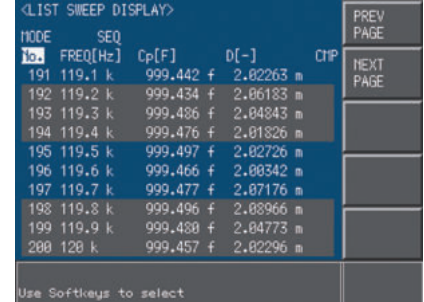 <LIST SWEEP DISPLAY>
MODE SEQ
No. FREQ[Hz] Cp[F] D[-] CMP
191 119.1 k 999.442 f 2.02263 m
192 119.2 k 999.434 f 2.06183 m
193 119.3 k 999.486 f 2.04843 m
194 119.4 k 999.476 f 2.01826 m
195 119.5 k 999.497 f 2.02726 m
196 119.6 k 999.466 f 2.00342 m
197 119.7 k 999.477 f 2.07176 m
198 119.8 k 999.496 f 2.08966 m
199 119.9 k 999.480 f 2.04773 m
200 120 k 999.457 f 2.02296 m
Use Softkeys to select
PREV
PAGE
NEXT
PAGE